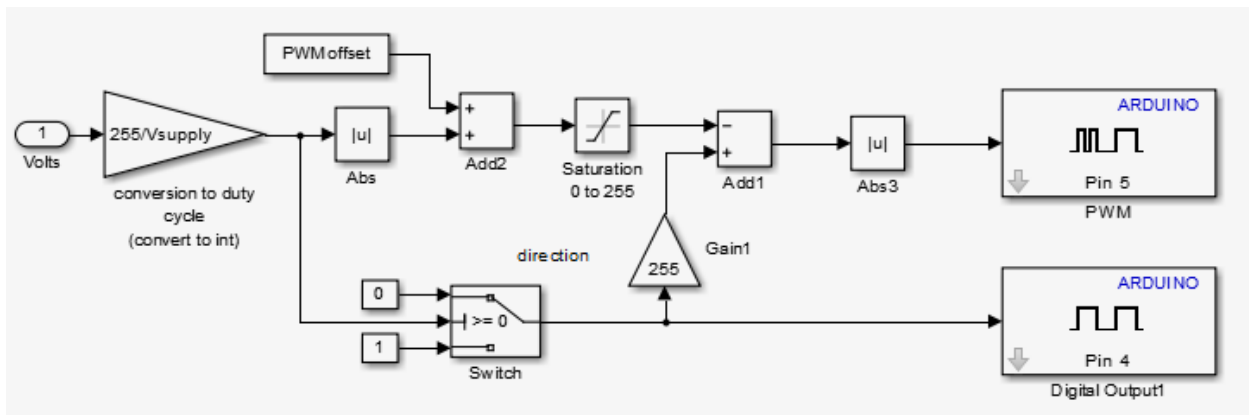 PWMoffset
ARDUINO
1
Volts
255/Vsupply
|u|
Abs
+
+
Add2
Saturation
0 to 255
−
+
Add1
|u|
Abs3
Pin 5
PWM
conversion to duty
cycle
(convert to int)
direction
255
Gain1
0
>= 0
1
Switch
ARDUINO
Pin 4
Digital Output1